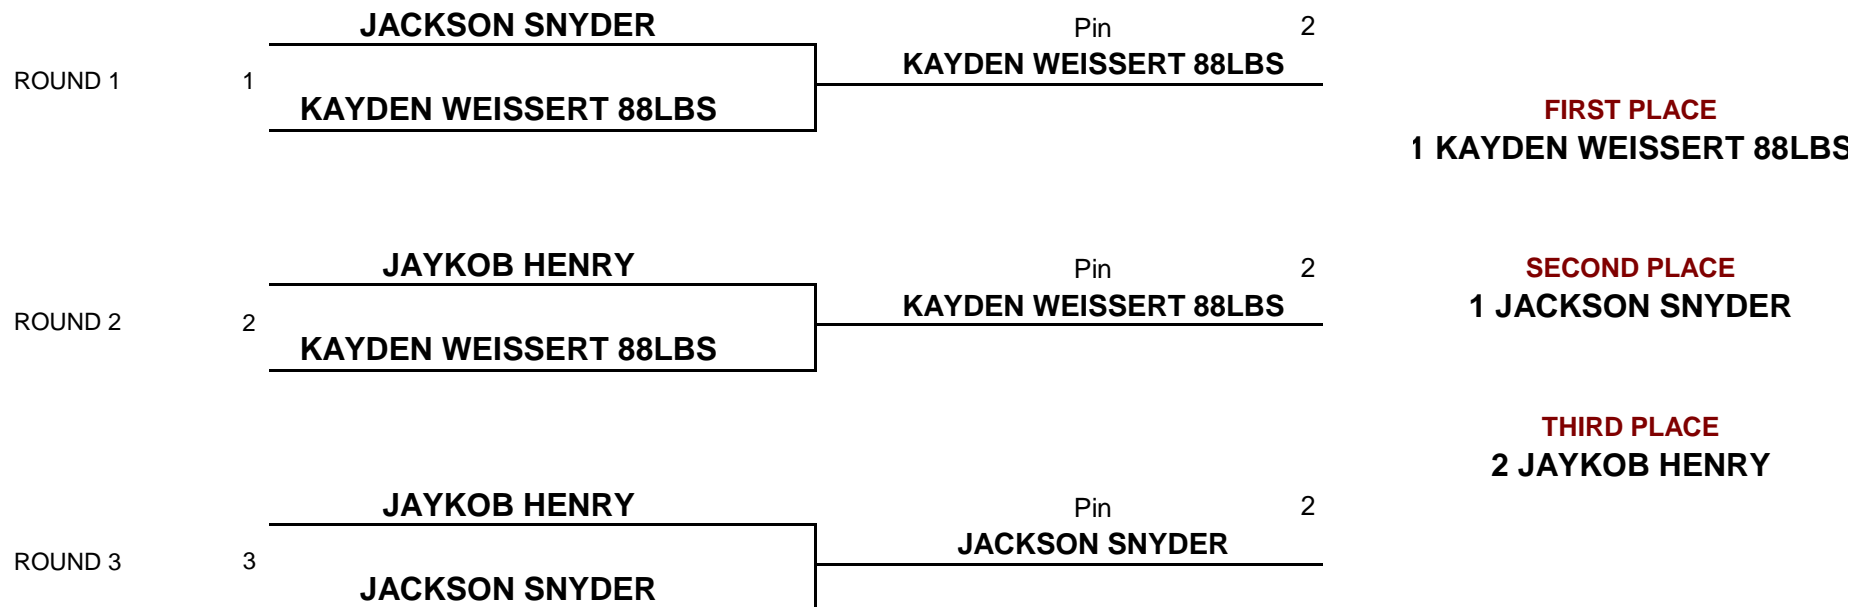 JACKSON SNYDER
Pin 2
KAYDEN WEISSERT 88LBS
ROUND 1 1
KAYDEN WEISSERT 88LBS
FIRST PLACE
1 KAYDEN WEISSERT 88LBS
JAYKOB HENRY
Pin 2
SECOND PLACE
KAYDEN WEISSERT 88LBS
1 JACKSON SNYDER
ROUND 2 2
KAYDEN WEISSERT 88LBS
THIRD PLACE
2 JAYKOB HENRY
JAYKOB HENRY
Pin 2
JACKSON SNYDER
ROUND 3 3
JACKSON SNYDER